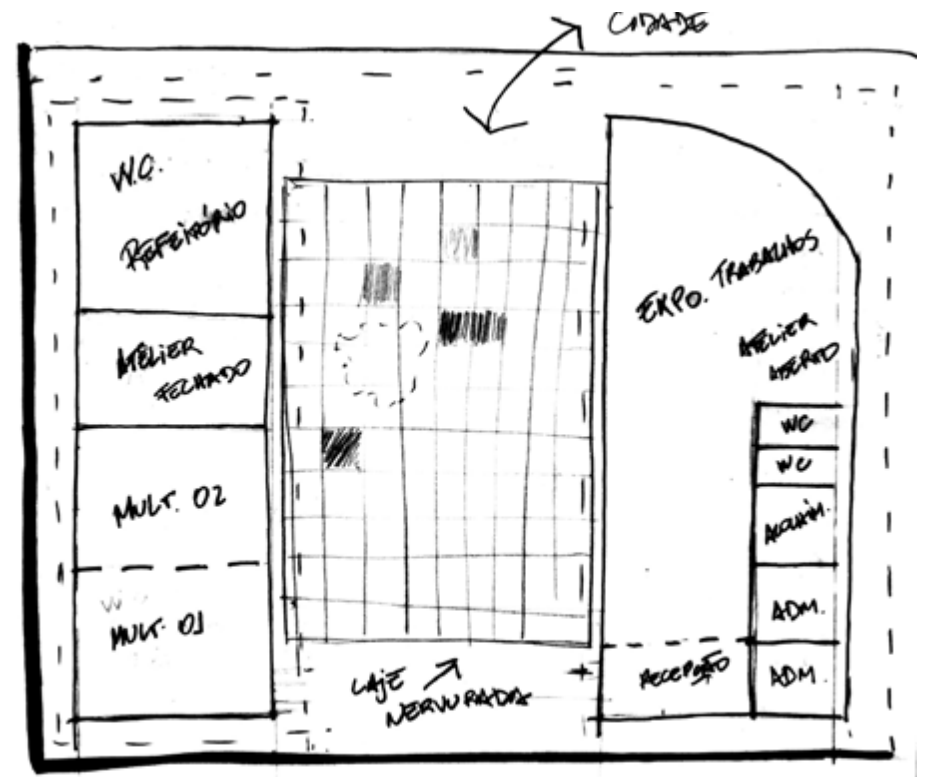 CIDADE
W.C.
REFEITÓRIO
ATELIER
FECHADO
MULT. 02
MULT. 01
EXPO. TRABALHOS
ATELIER
ABERTO
WC
WC
ACOLHIM.
ADM.
ADM.
RECEPÇÃO
LAJE
NERVURADA